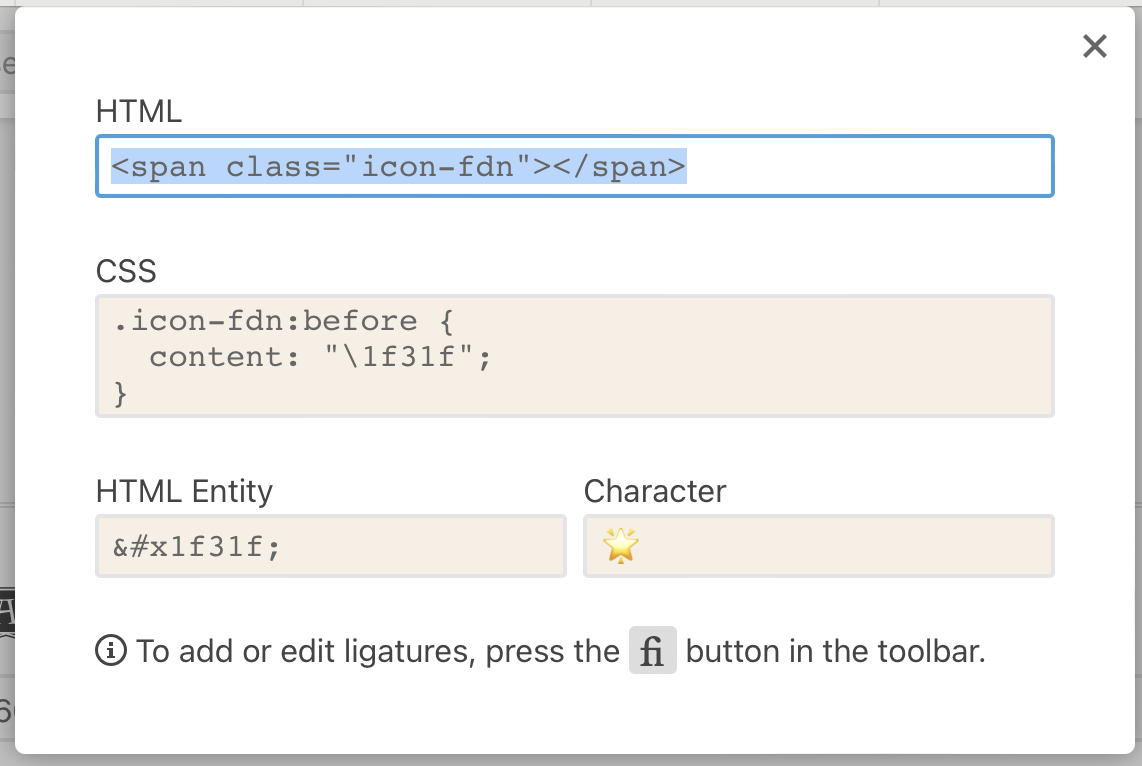 HTML
<span class="icon-fdn"></span>
CSS
.icon-fdn:before {
  content: "\1f31f";
}
HTML Entity
&#x1f31f;
Character
🌟
To add or edit ligatures, press the fi button in the toolbar.